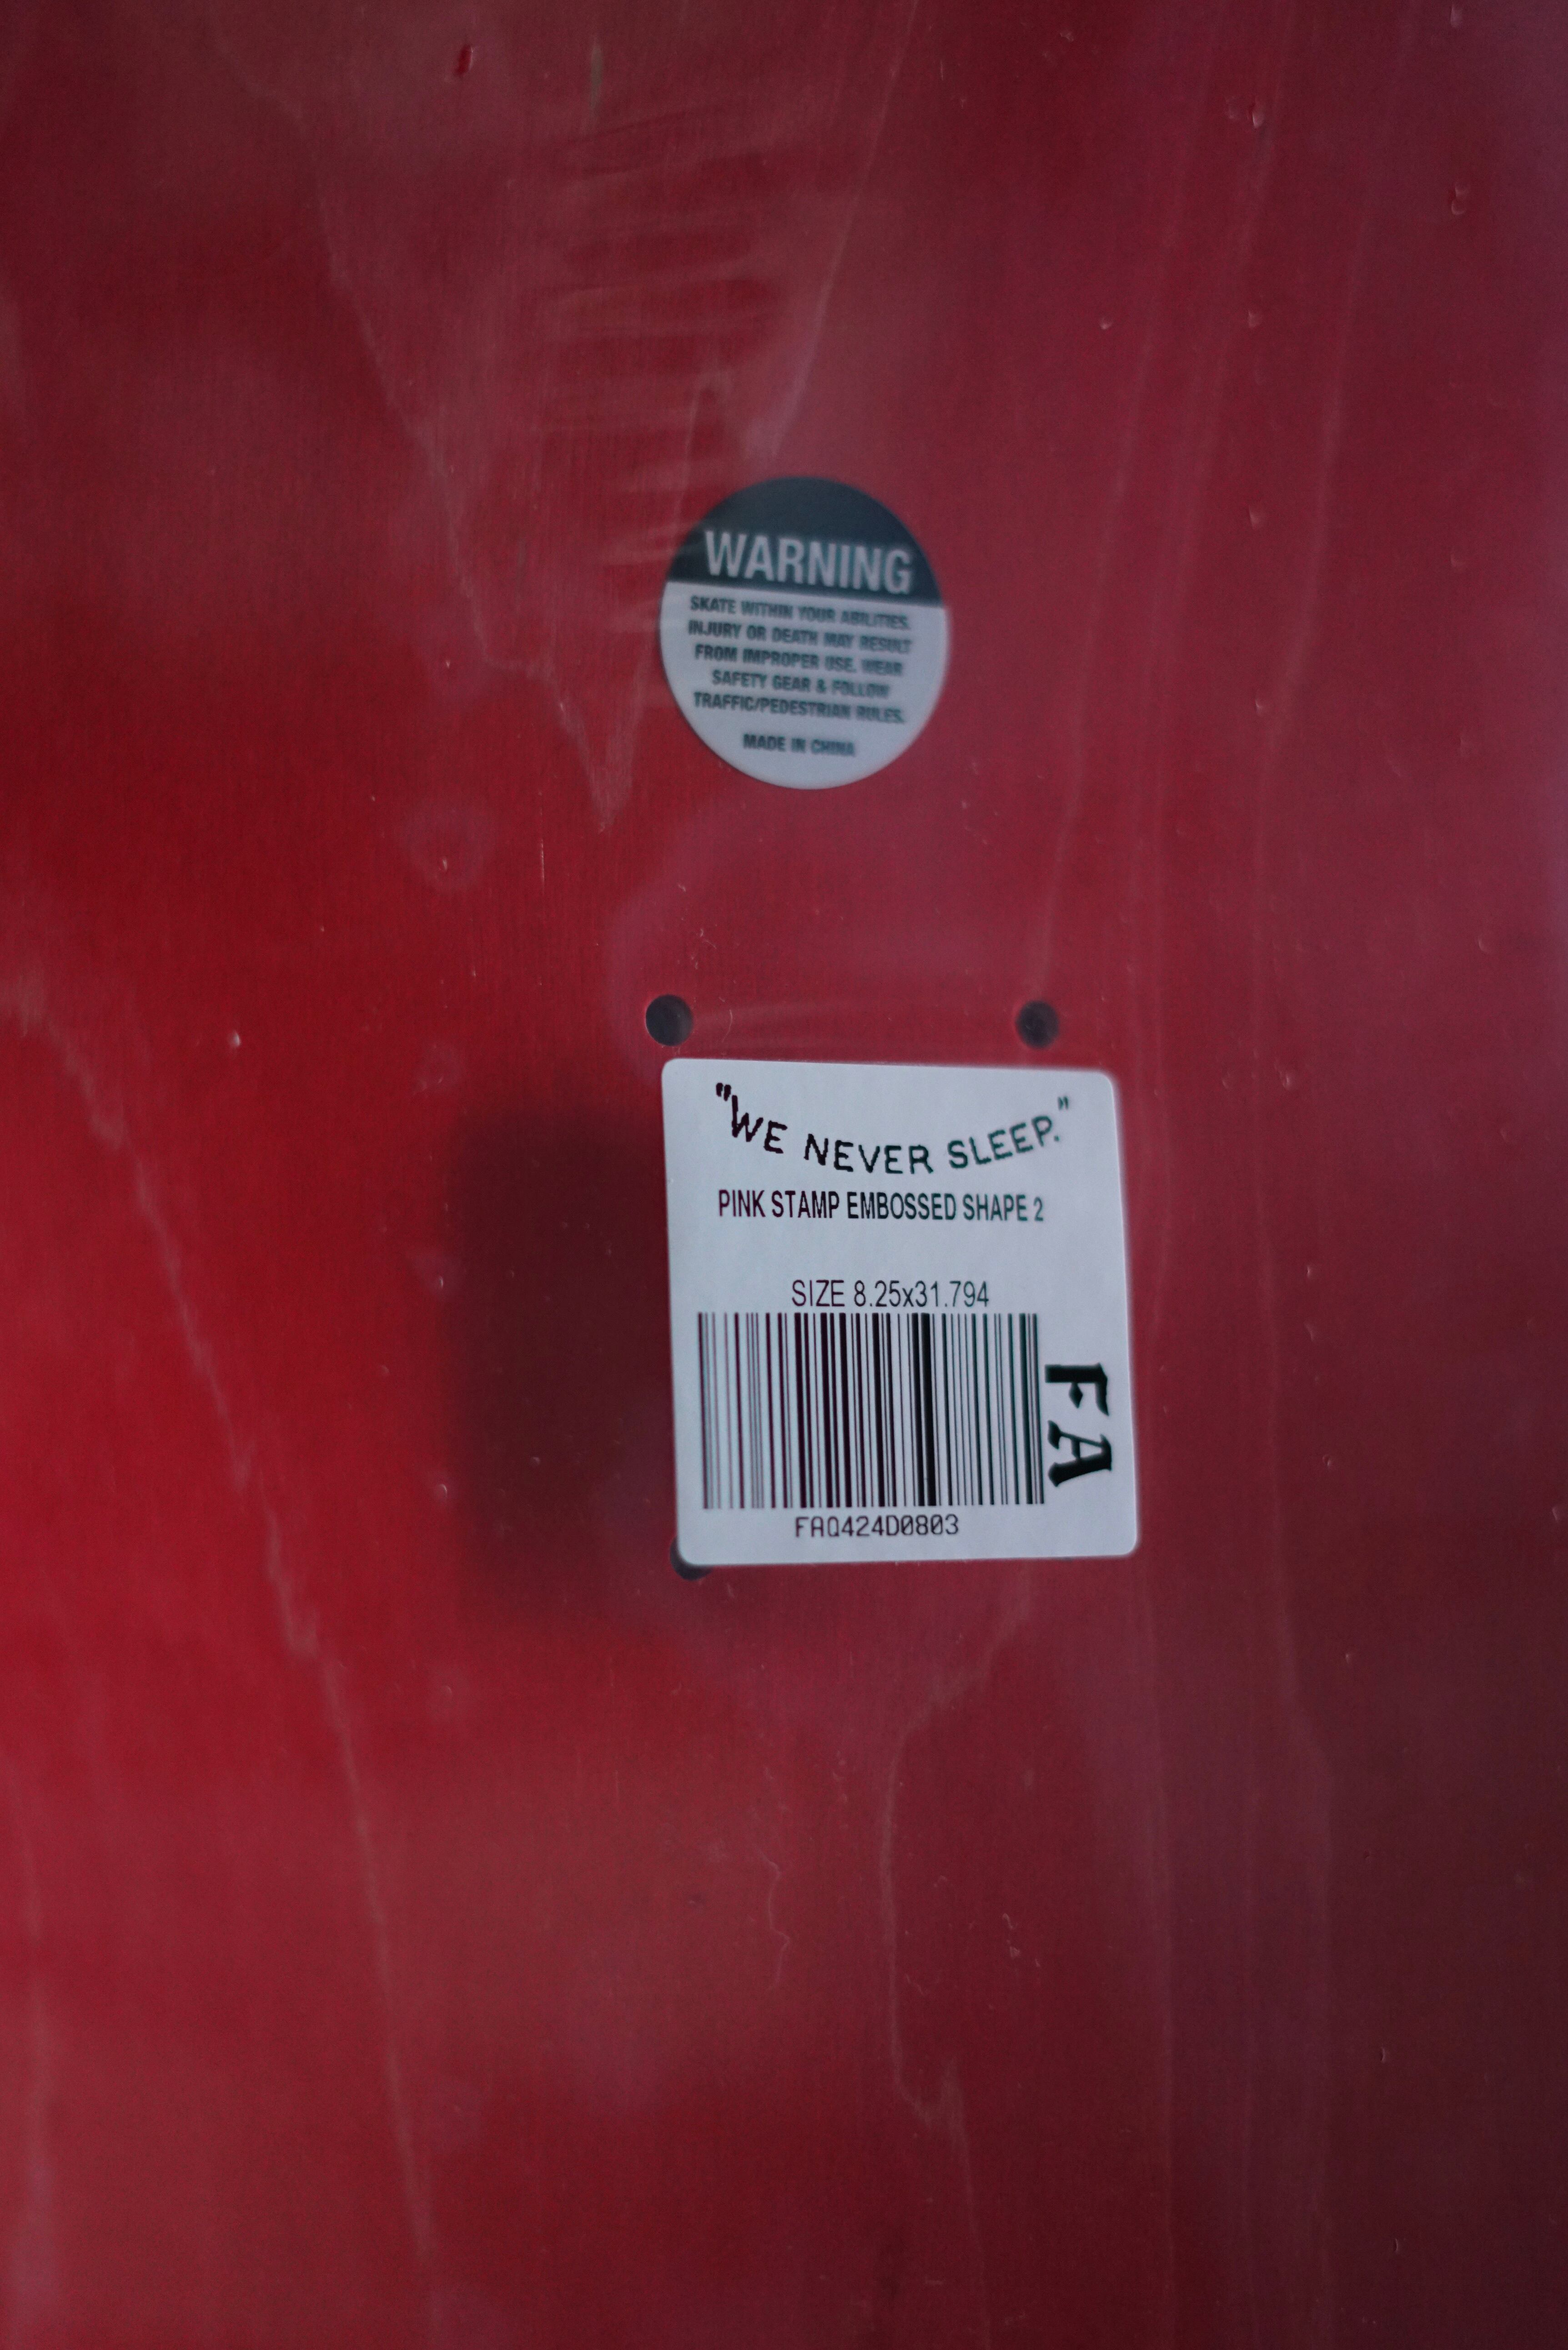 WARNING
SKATE WITHIN YOUR ABILITIES.
INJURY OR DEATH MAY RESULT
FROM IMPROPER USE. WEAR
SAFETY GEAR & FOLLOW
TRAFFIC/PEDESTRIAN RULES.
MADE IN CHINA
"WE NEVER SLEEP."
PINK STAMP EMBOSSED SHAPE 2
SIZE 8.25x31.794
FA
FAQ424D0803